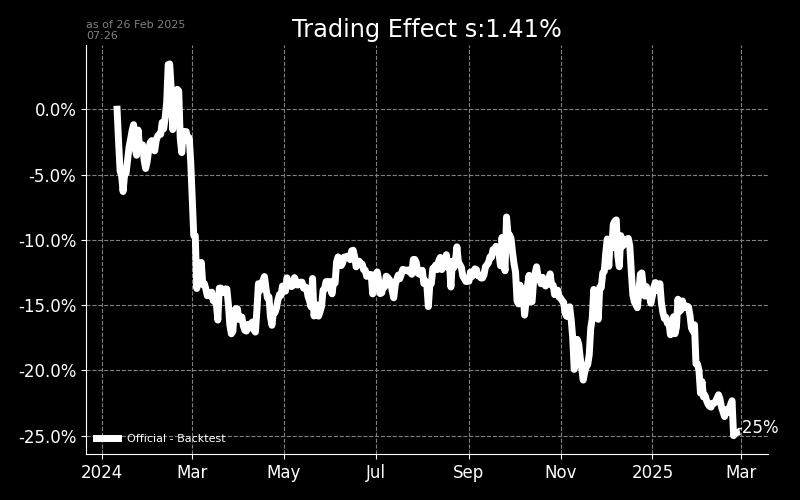 as of 26 Feb 2025
07:26
Trading Effect s:1.41%
0.0%
-5.0%
-10.0%
-15.0%
-20.0%
-25.0%
25%
Official - Backtest
2024
Mar
May
Jul
Sep
Nov
2025
Mar